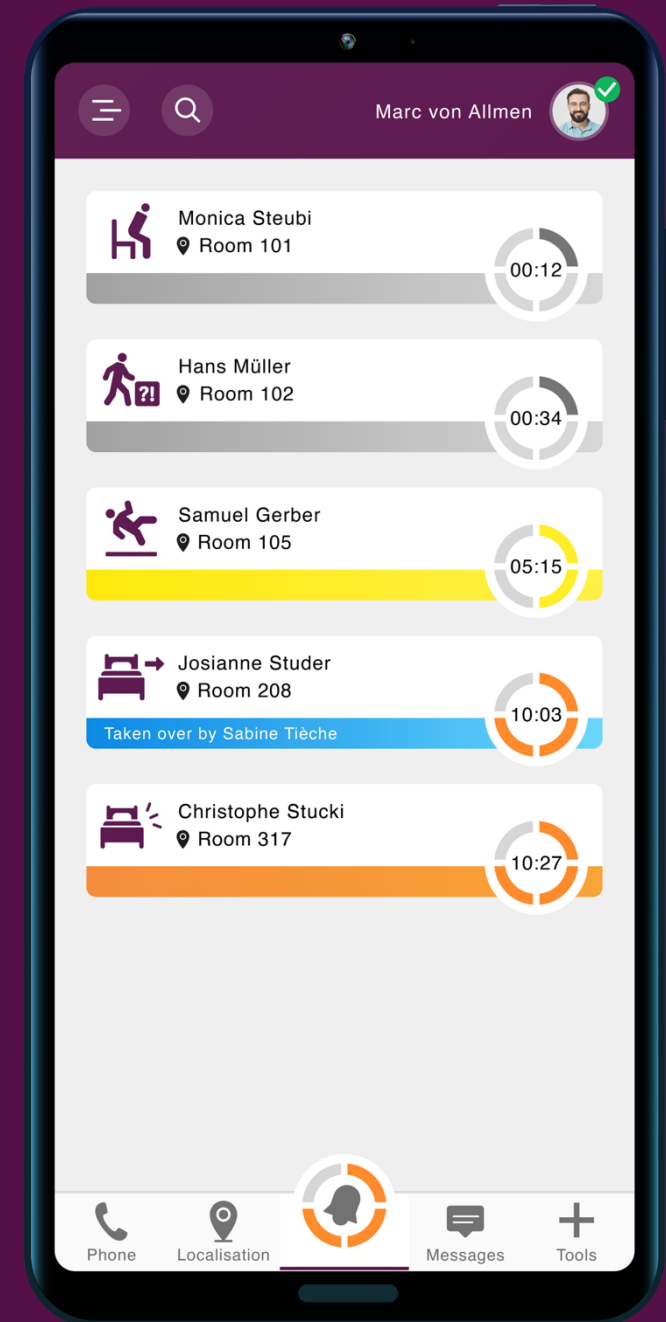 Marc von Allmen
Monica Steubi
Room 101
00:12
Hans Müller
?!
Room 102
00:34
Samuel Gerber
Room 105
05:15
Josianne Studer
Room 208
10:03
Taken over by Sabine Tièche
Christophe Stucki
Room 317
10:27
Phone
Localisation
Messages
Tools